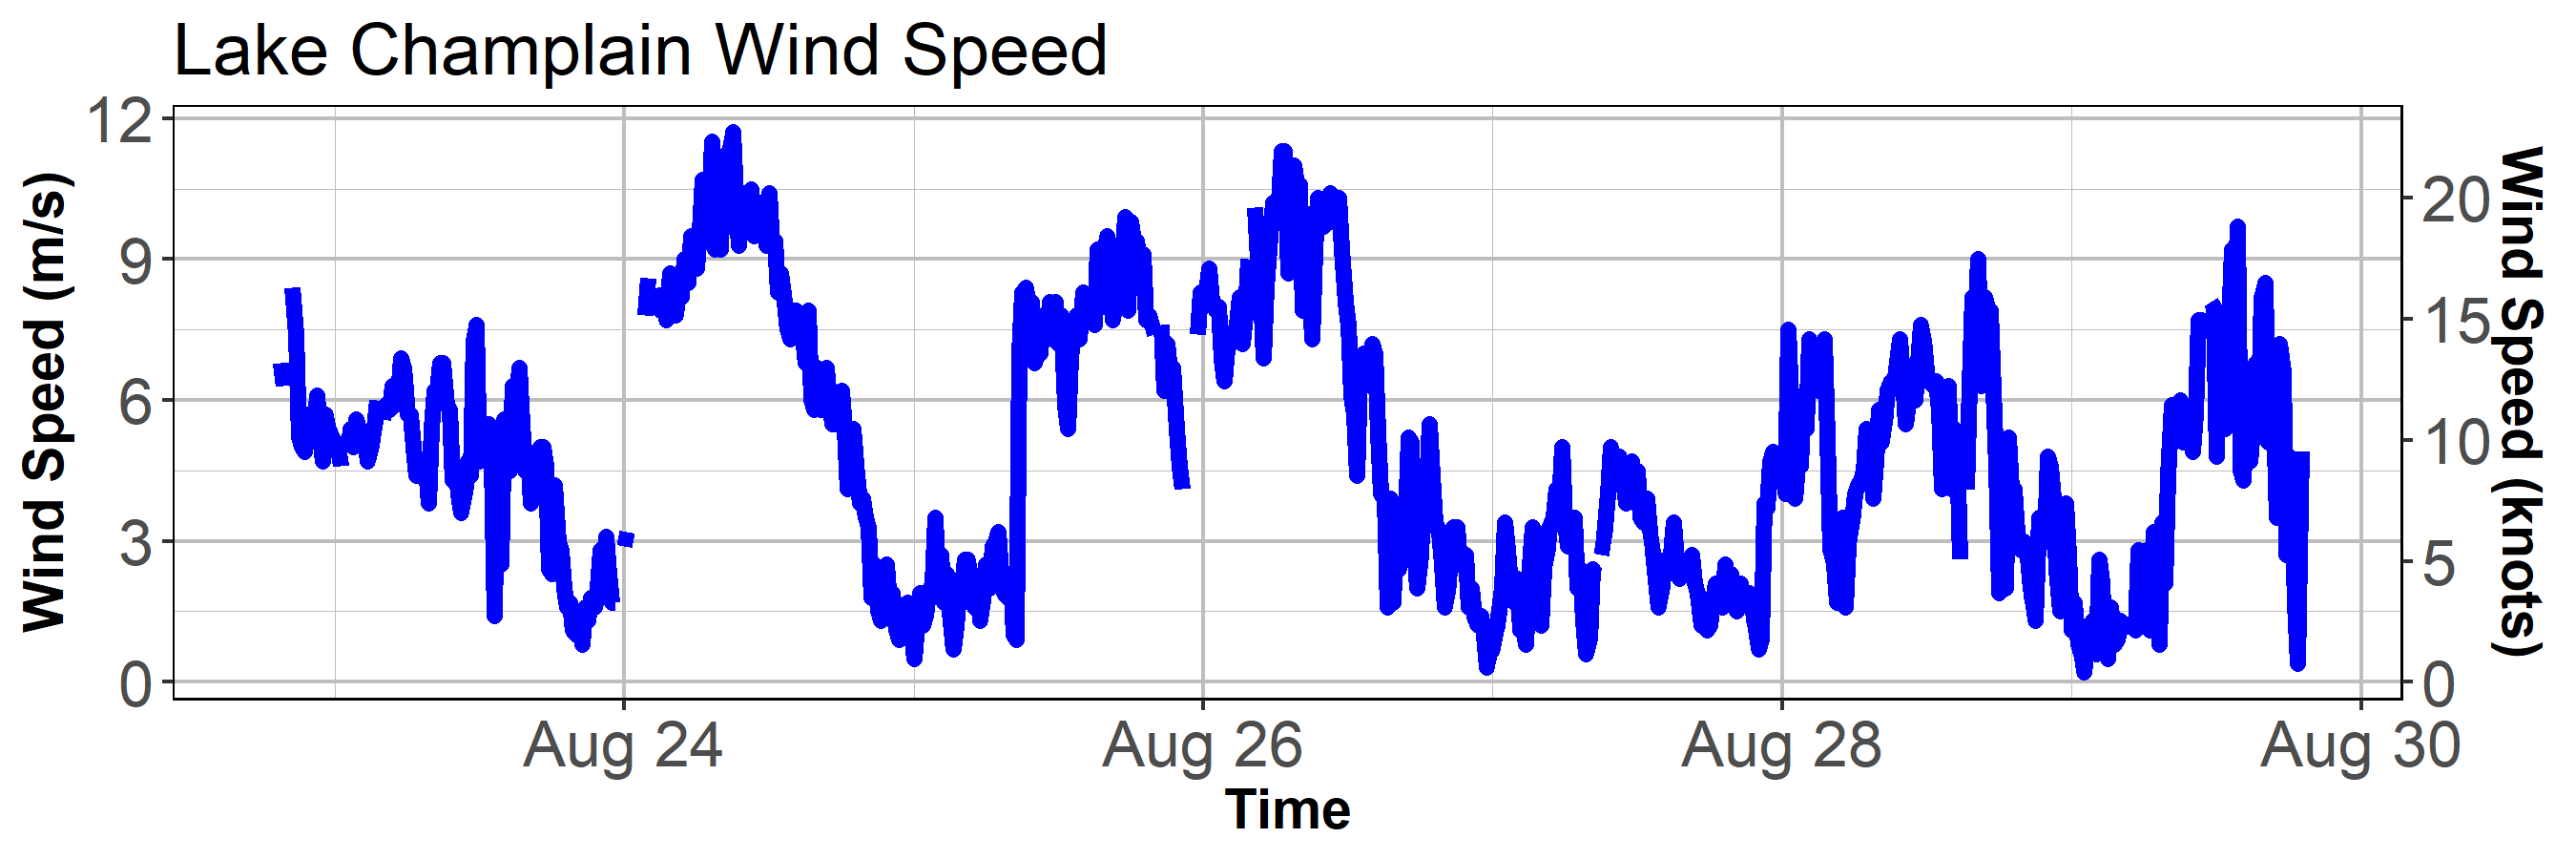 Lake Champlain Wind Speed
Wind Speed (m/s)
12
9
6
3
0
20
15
10
5
0
Wind Speed (knots)
Aug 24
Aug 26
Aug 28
Aug 30
Time